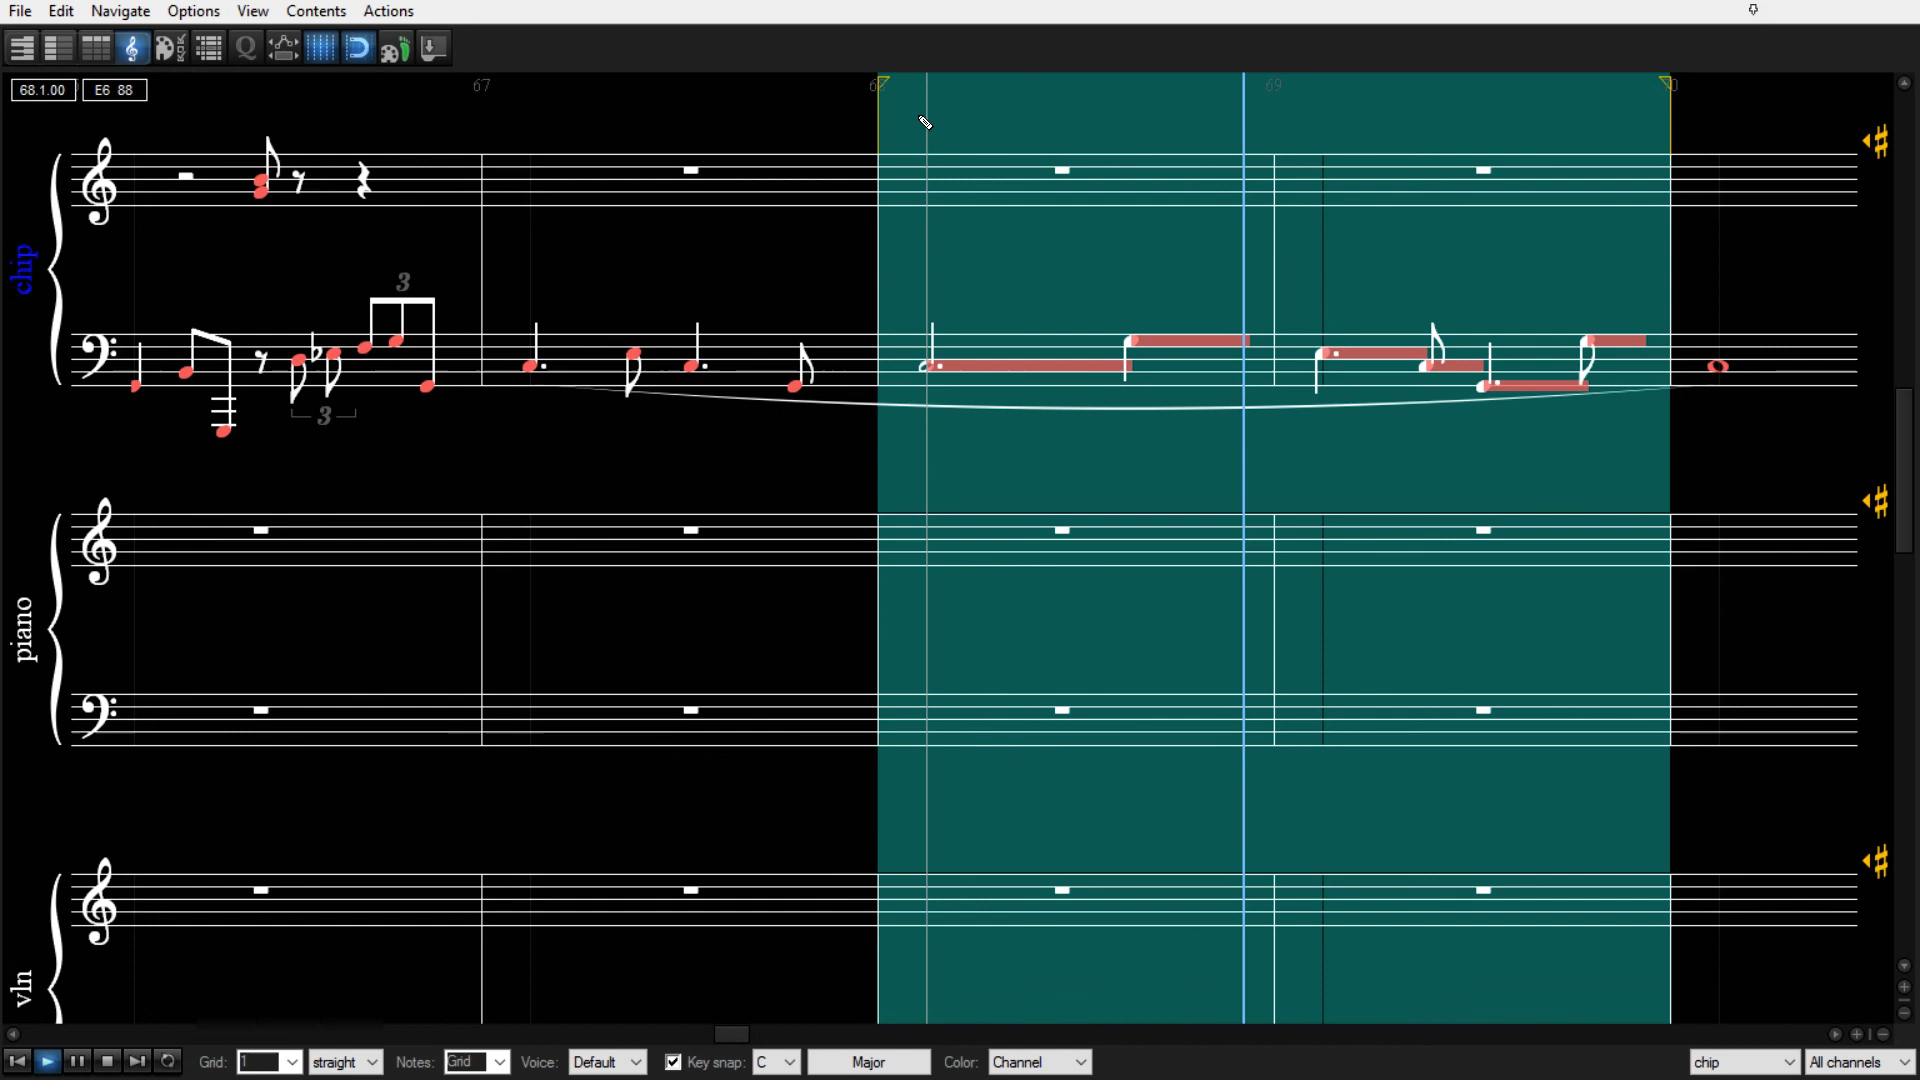 File Edit Navigate Options View Contents Actions
Q
68.1.00 E6 88
67 69
chip
3
3
piano
vln
Grid: 1 straight Notes: Grid Voice: Default Key snap: C Major Color: Channel chip All channels